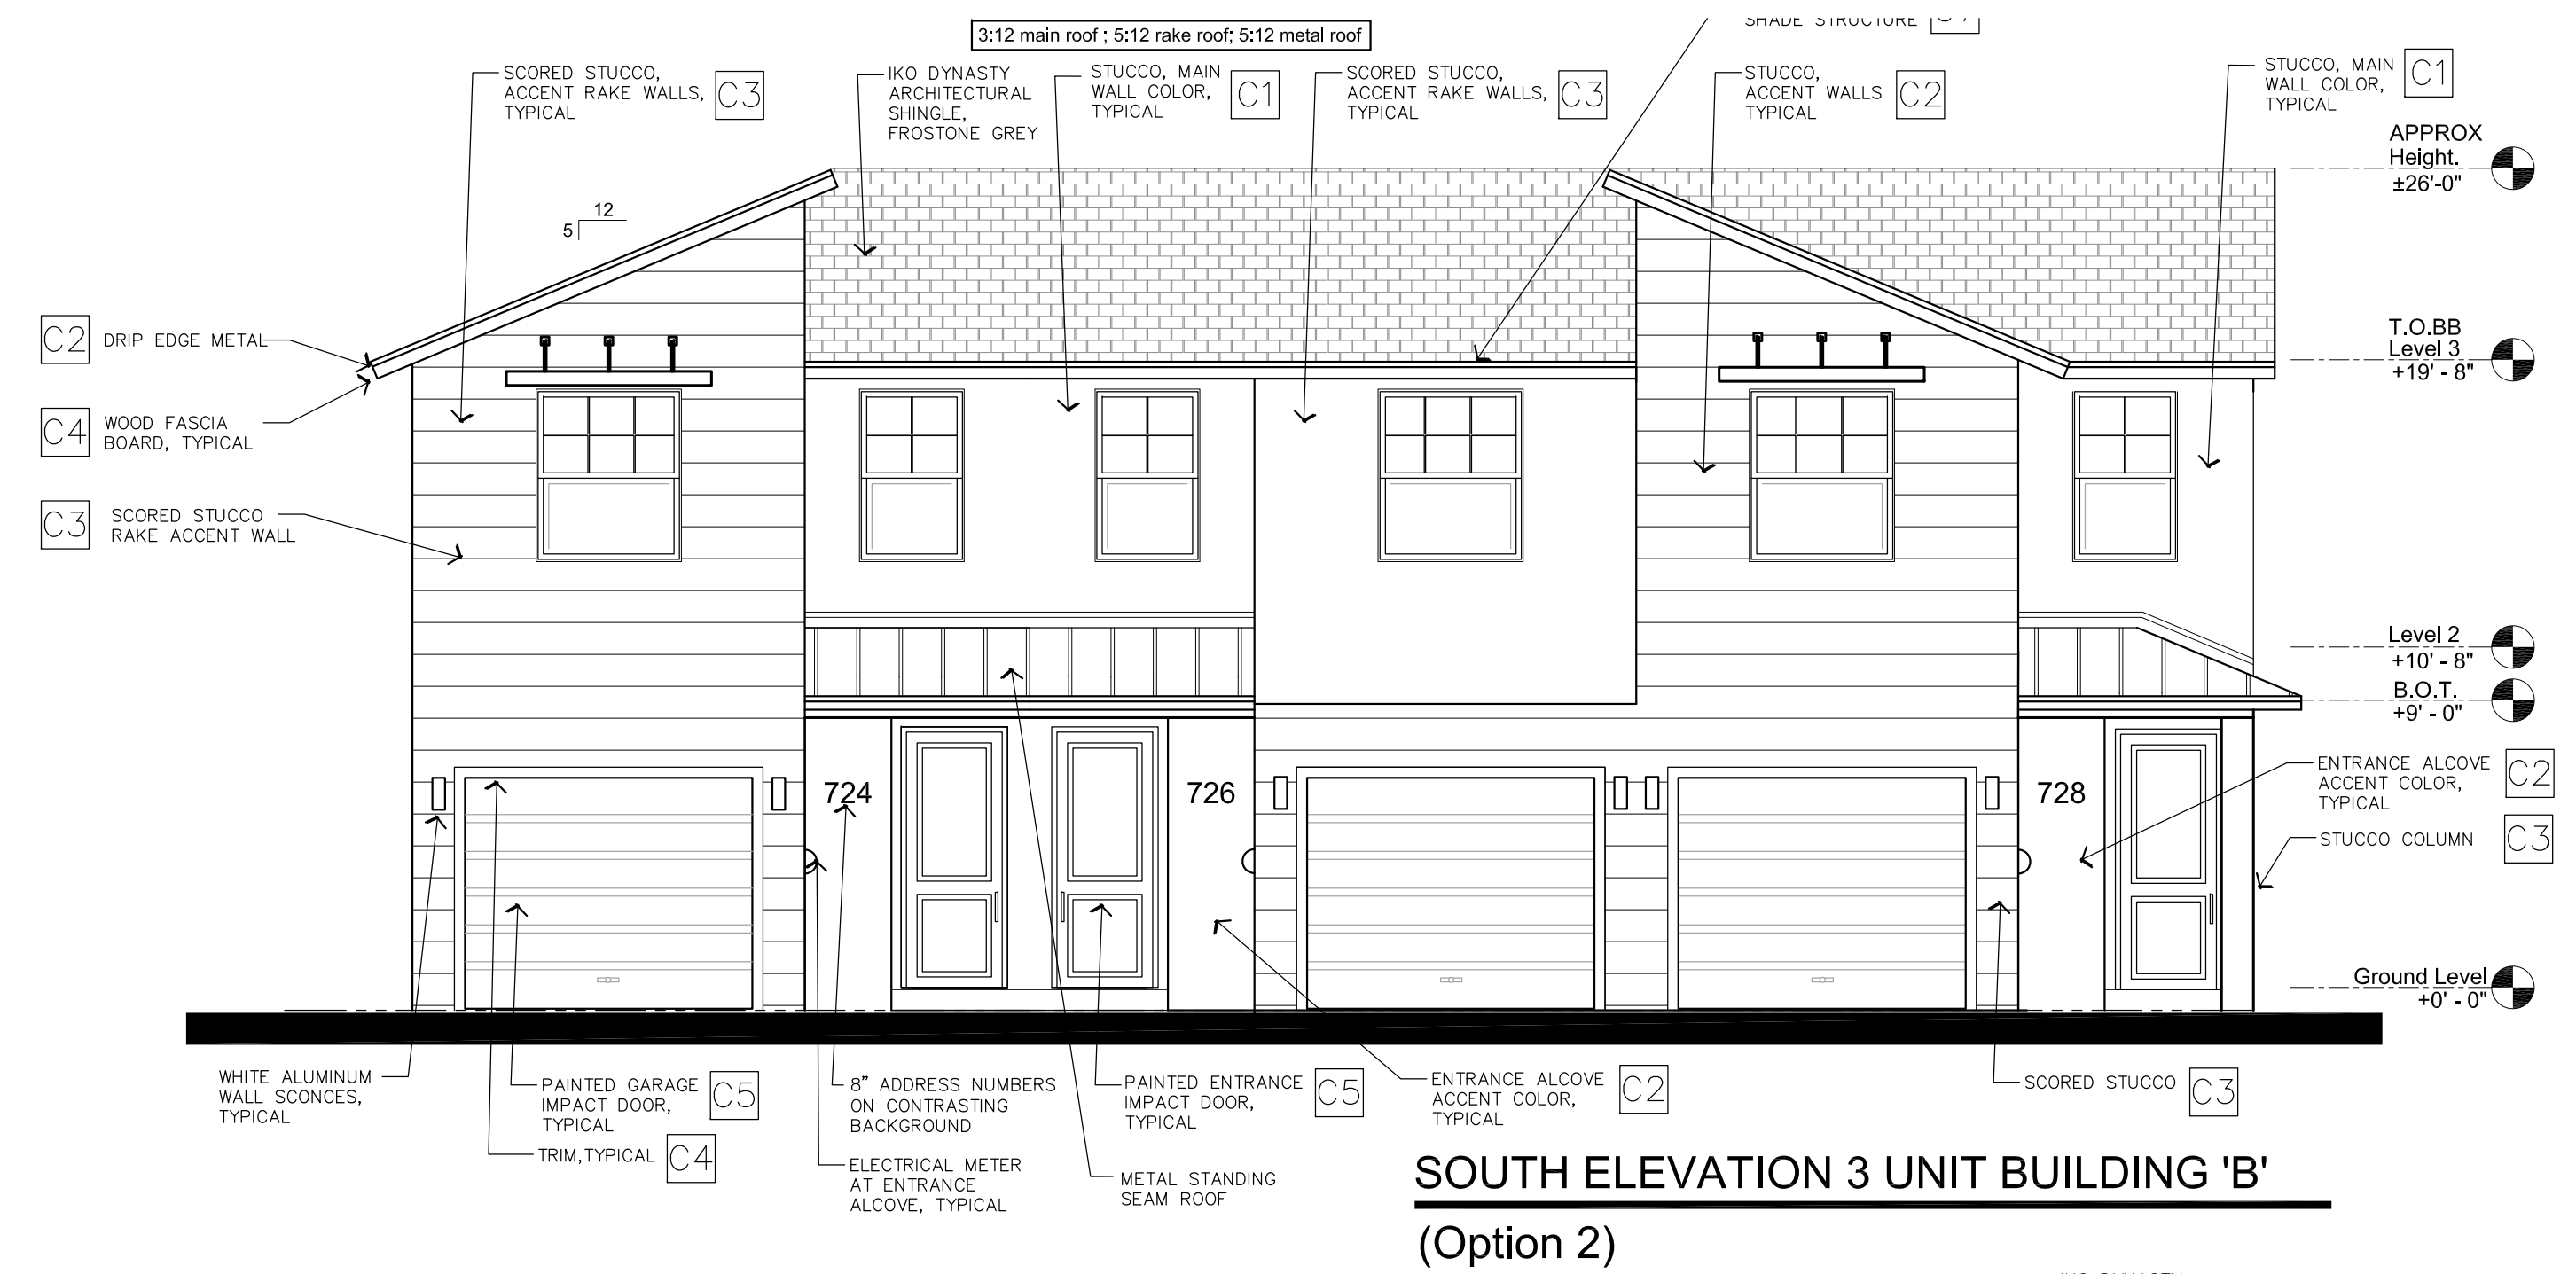 3:12 main roof ; 5:12 rake roof; 5:12 metal roof
SHADE STRUCTURE
SCORED STUCCO,
ACCENT RAKE WALLS,
TYPICAL
C3
IKO DYNASTY
ARCHITECTURAL
SHINGLE,
FROSTONE GREY
STUCCO, MAIN
WALL COLOR,
TYPICAL
C1
SCORED STUCCO,
ACCENT RAKE WALLS,
TYPICAL
C3
STUCCO,
ACCENT WALLS
TYPICAL
C2
STUCCO, MAIN
WALL COLOR,
TYPICAL
C1
APPROX
Height.
±26'-0"
12
5
C2
DRIP EDGE METAL
T.O.BB
Level 3
+19' - 8"
C4
WOOD FASCIA
BOARD, TYPICAL
C3
SCORED STUCCO
RAKE ACCENT WALL
Level 2
+10' - 8"
B.O.T.
+9' - 0"
724
726
728
ENTRANCE ALCOVE
ACCENT COLOR,
TYPICAL
C2
STUCCO COLUMN
C3
Ground Level
+0' - 0"
WHITE ALUMINUM
WALL SCONCES,
TYPICAL
PAINTED GARAGE
IMPACT DOOR,
TYPICAL
C5
TRIM,TYPICAL
C4
8" ADDRESS NUMBERS
ON CONTRASTING
BACKGROUND
ELECTRICAL METER
AT ENTRANCE
ALCOVE, TYPICAL
PAINTED ENTRANCE
IMPACT DOOR,
TYPICAL
C5
METAL STANDING
SEAM ROOF
ENTRANCE ALCOVE
ACCENT COLOR,
TYPICAL
C2
SCORED STUCCO
C3
SOUTH ELEVATION 3 UNIT BUILDING 'B'
(Option 2)